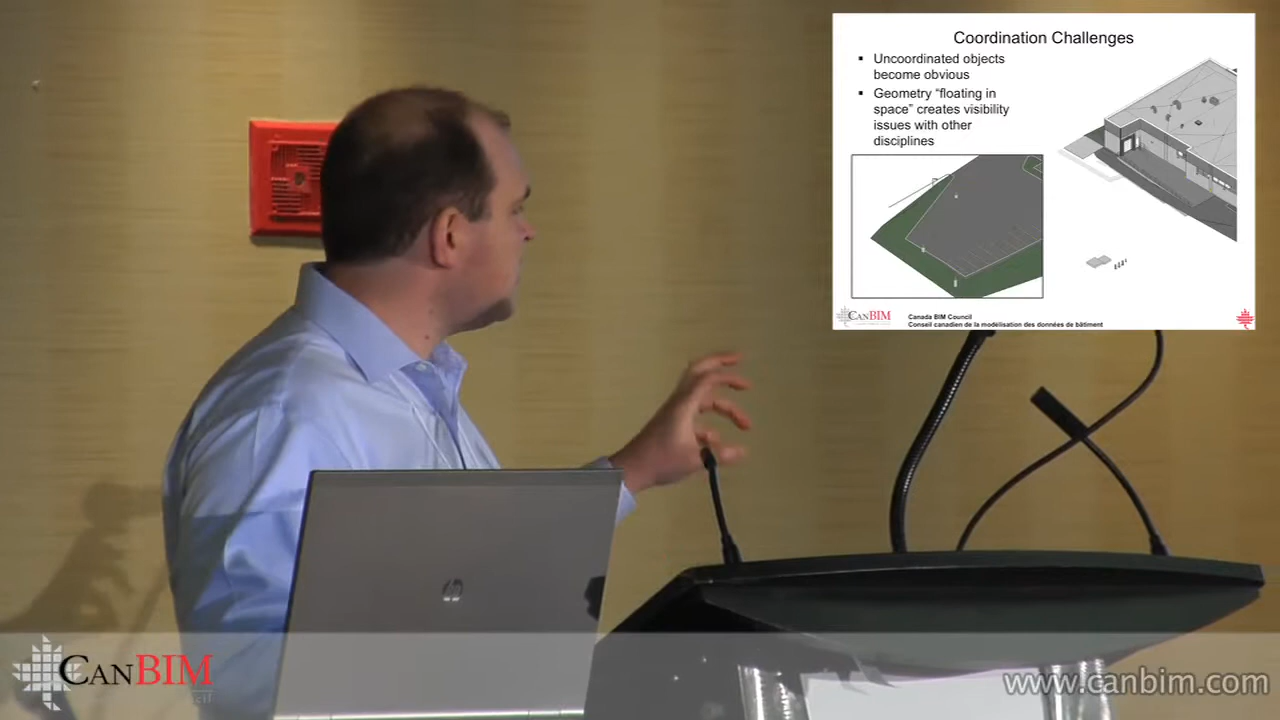 Coordination Challenges
▪ Uncoordinated objects
become obvious
▪ Geometry “floating in
space” creates visibility
issues with other
disciplines
CANBIM
Canada BIM Council
Conseil canadien de la modélisation des données de bâtiment
hp
CANBIM
www.canbim.com